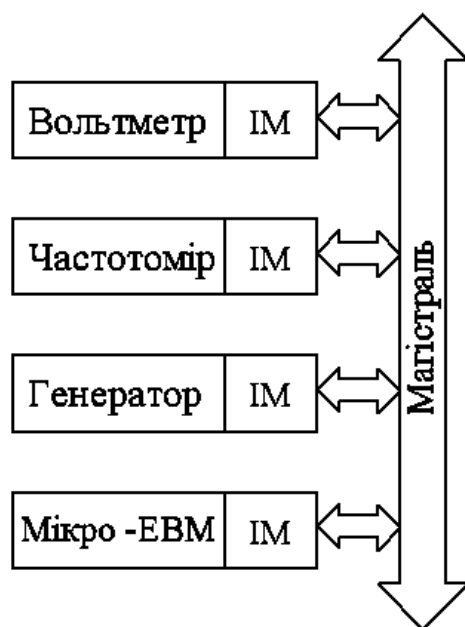 Вольтметр ІМ
Частотомір ІМ
Генератор ІМ
Мікро -ЕВМ ІМ
Магістраль